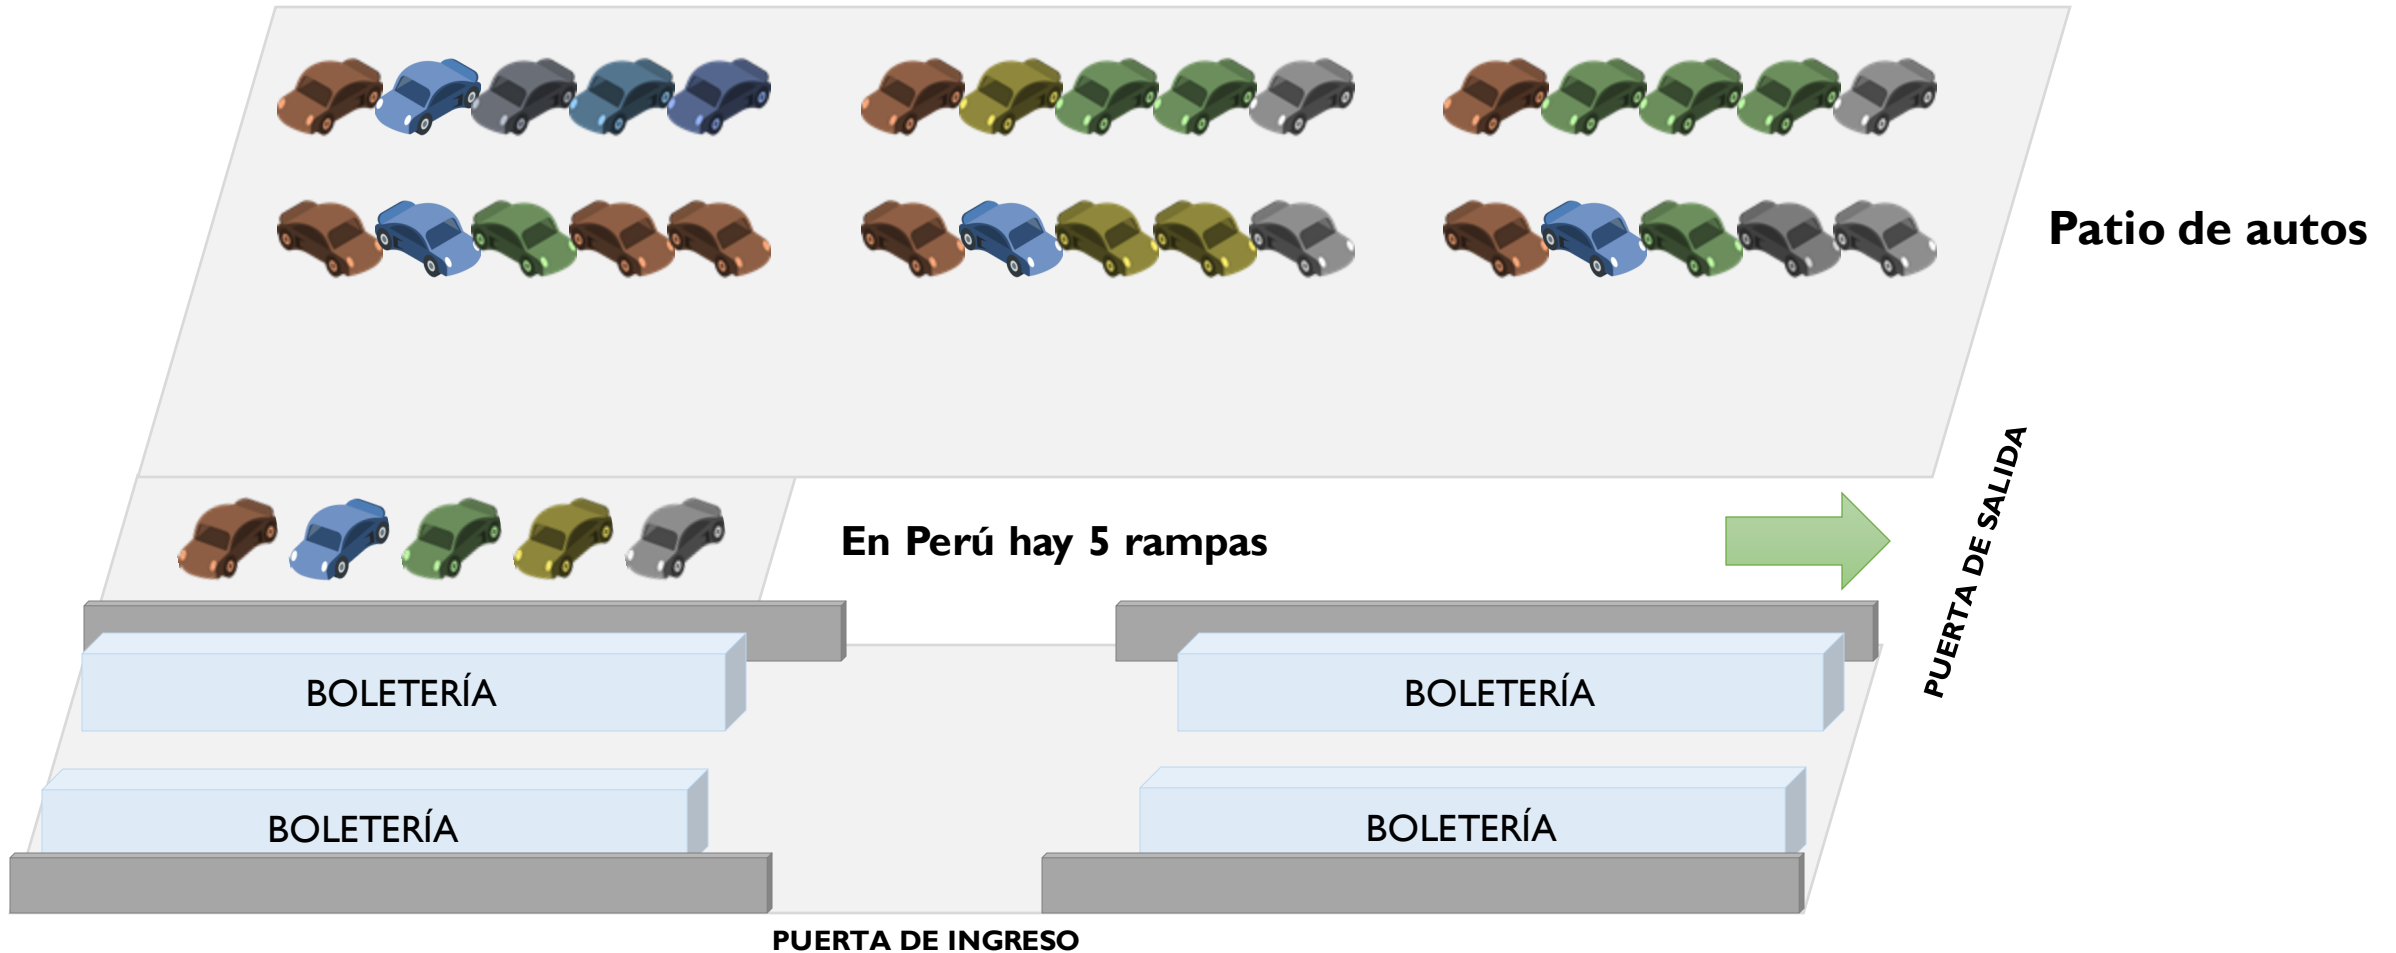 Patio de autos
En Perú hay 5 rampas
PUERTA DE SALIDA
BOLETERÍA
BOLETERÍA
BOLETERÍA
BOLETERÍA
PUERTA DE INGRESO